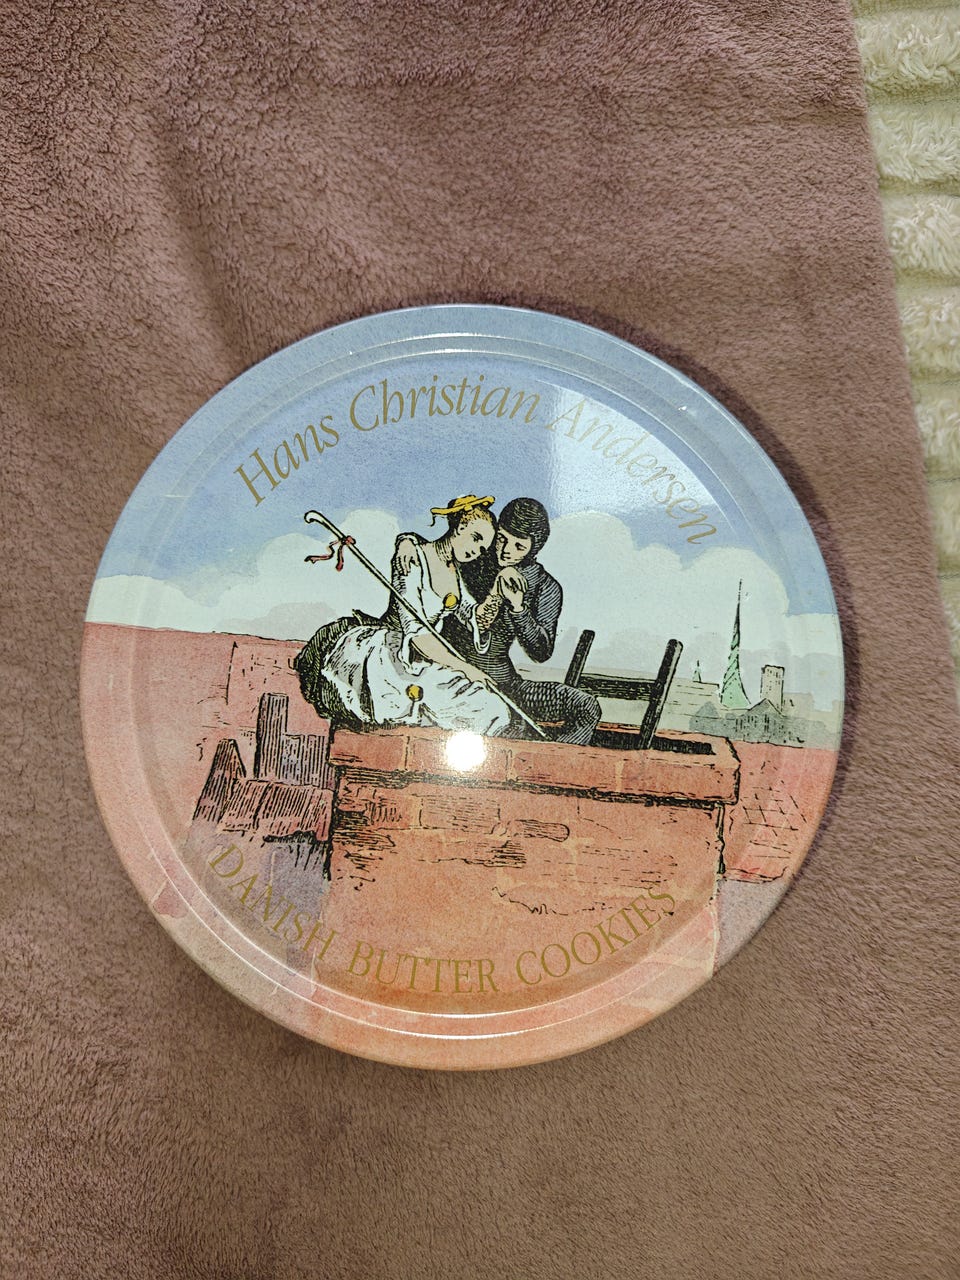 Hans Christian Andersen
DANISH BUTTER COOKIES